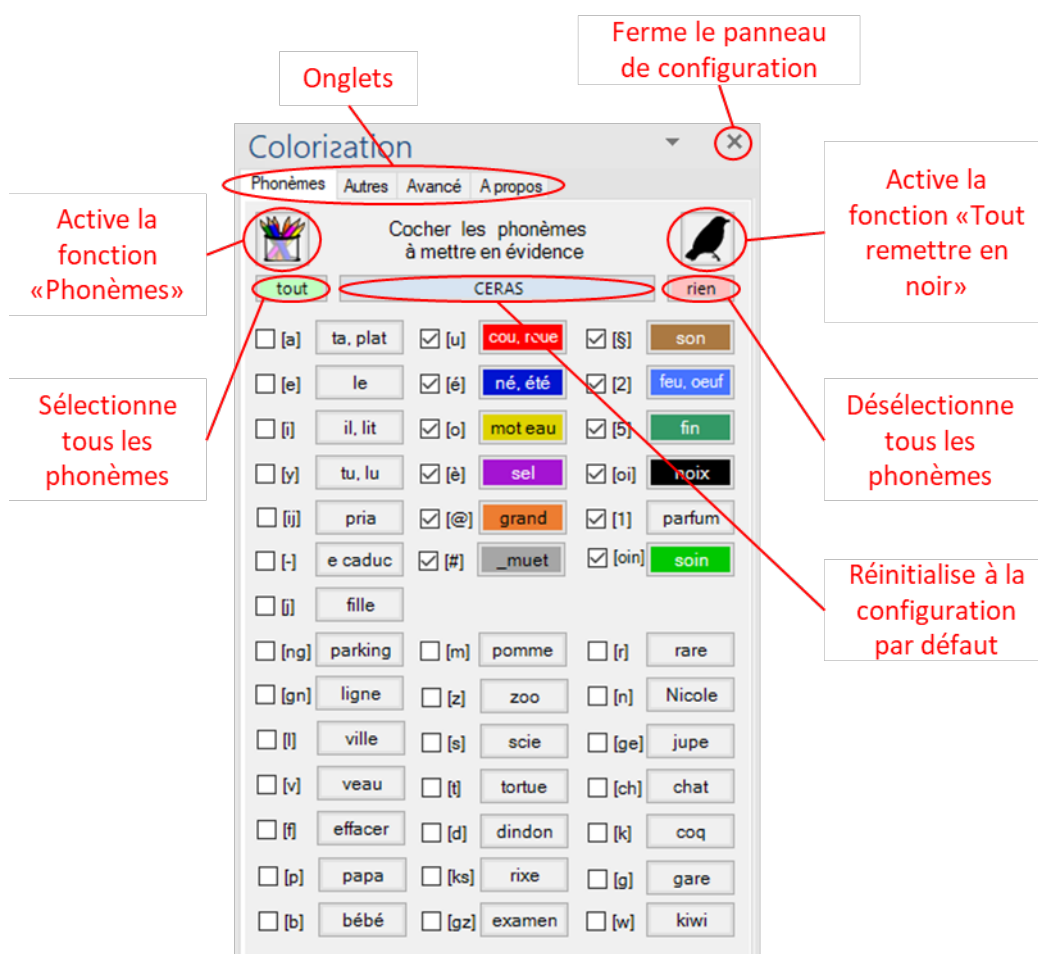 Ferme le panneau
de configuration
Onglets
Colorization
Phonèmes Autres Avancé A propos
Active la
fonction
«Phonèmes»
Cocher les phonèmes
à mettre en évidence
Active la
fonction «Tout
remettre en
noir»
tout CERAS rien
[a] ta, plat [u] cou, roue [§] son
[e] le [é] né, été [2] feu, oeuf
[i] il, lit [o] mot eau [5] fin
[y] tu, lu [è] sel [oi] noix
[ij] pria [@] grand [1] parfum
[-] e caduc [#] _muet [oin] soin
[j] fille
[ng] parking [m] pomme [r] rare
[gn] ligne [z] zoo [n] Nicole
[l] ville [s] scie [ge] jupe
[v] veau [t] tortue [ch] chat
[f] effacer [d] dindon [k] coq
[p] papa [ks] rixe [g] gare
[b] bébé [gz] examen [w] kiwi
Sélectionne
tous les
phonèmes
Désélectionne
tous les
phonèmes
Réinitialise à la
configuration
par défaut